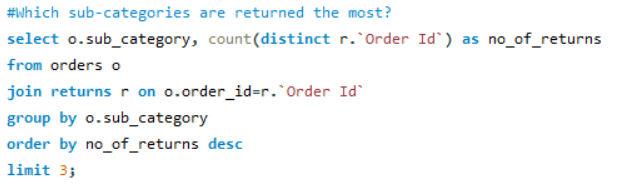 #Which sub-categories are returned the most?
select o.sub_category, count(distinct r.`Order Id`) as no_of_returns
from orders o
join returns r on o.order_id=r.`Order Id`
group by o.sub_category
order by no_of_returns desc
limit 3;